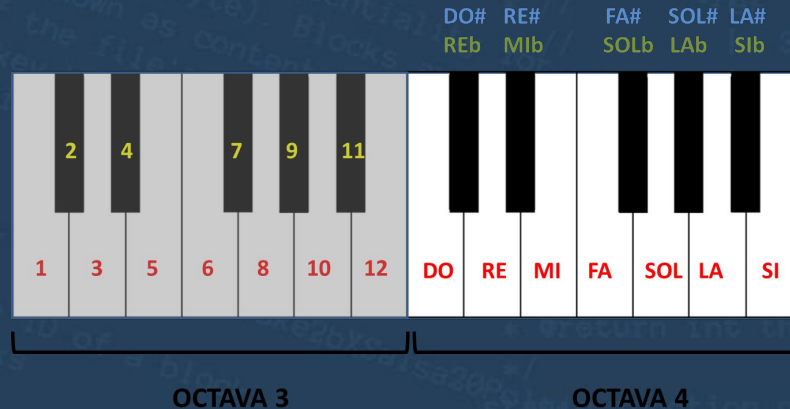 DO# RE# FA# SOL# LA#
REb MIb SOLb LAb SIb
2 4 7 9 11
1 3 5 6 8 10 12 DO RE MI FA SOL LA SI
OCTAVA 3 OCTAVA 4